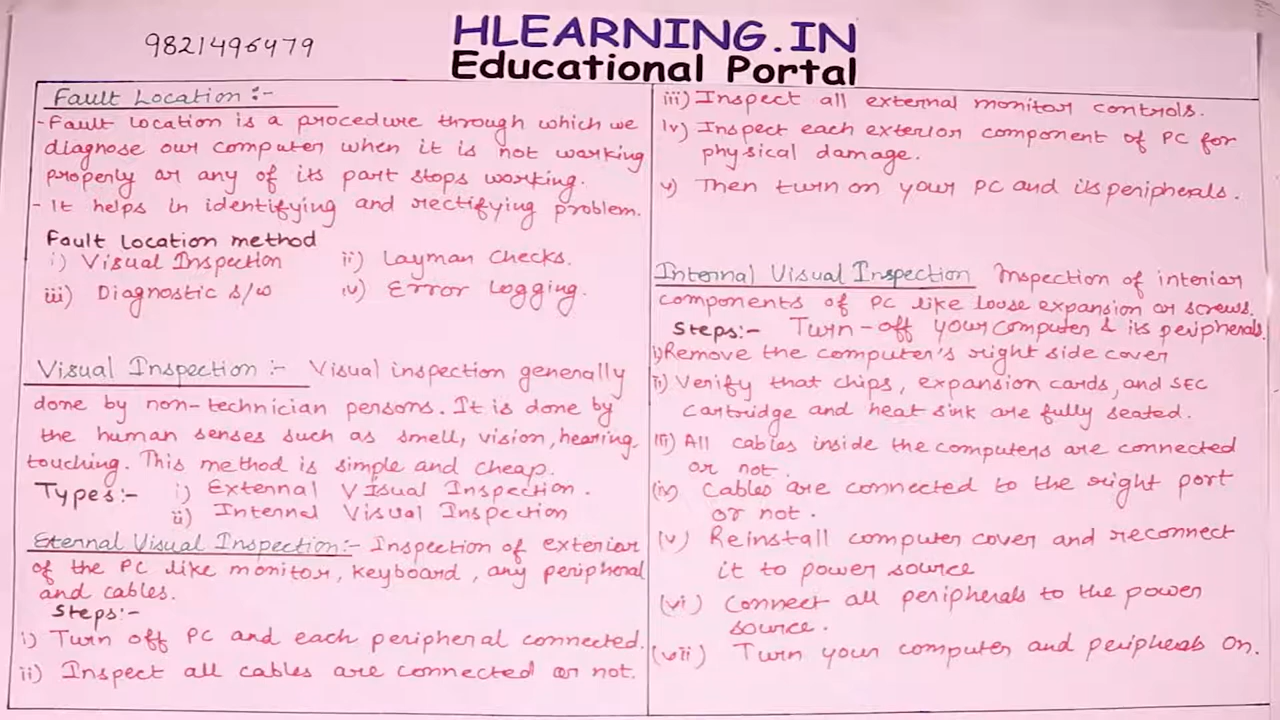 9821496479
HLEARNING.IN
Educational Portal
Fault Location :-
- Fault Location is a procedure through which we
diagnose our computer when it is not working
properly or any of its part stops working.
- It helps in identifying and rectifying problem.
Fault Location method
i) Visual Inspection ii) Layman Checks.
iii) Diagnostic s/w iv) Error Logging.
Visual Inspection :- Visual inspection generally
done by non-technician persons. It is done by
the human senses such as smell, vision, hearing,
touching. This method is simple and cheap.
Types:- i) External Visual Inspection.
ii) Internal Visual Inspection
Eternal Visual Inspection:- Inspection of exterior
of the PC like monitor, keyboard, any peripheral
and cables.
Steps:-
i) Turn off PC and each peripheral connected.
ii) Inspect all cables are connected or not.
iii) Inspect all external monitor controls.
iv) Inspect each exterior component of PC for
physical damage.
v) Then turn on your PC and its peripherals.
Internal Visual Inspection Inspection of interior
components of PC like loose expansion or screws.
Steps:- Turn-off your computer & its peripherals.
i) Remove the computer's right side cover
ii) Verify that chips, expansion cards, and SEC
Cartridge and heat sink are fully seated.
iii) All cables inside the computers are connected
or not.
(iv) Cables are connected to the right port
or not.
(v) Reinstall computer cover and reconnect
it to power source
(vi) Connect all peripherals to the power
source.
(vii) Turn your computer and peripherals on.